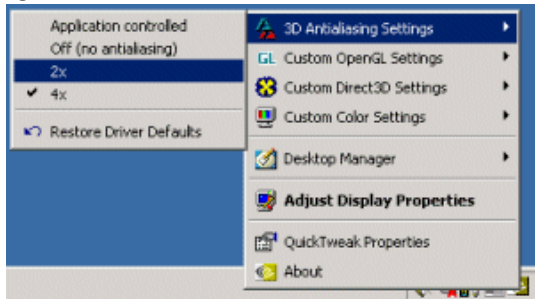 Application controlled
Off (no antialiasing)
2x
4x
Restore Driver Defaults
3D Antialiasing Settings
GL Custom OpenGL Settings
Custom Direct3D Settings
Custom Color Settings
Desktop Manager
Adjust Display Properties
QuickTweak Properties
About